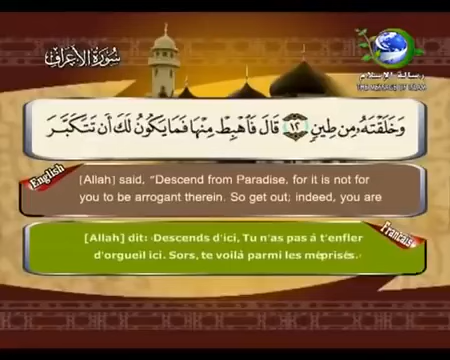 سورة الأعراف
رسالة الإسلام
THE MESSAGE OF ISLAM
وَخَلَقْتَهُۥ مِن طِينٍ ١٢ قَالَ فَٱهْبِطْ مِنْهَا فَمَا يَكُونُ لَكَ أَن تَتَكَبَّرَ
English
[Allah] said, "Descend from Paradise, for it is not for
you to be arrogant therein. So get out; indeed, you are
Francaise
[Allah] dit: ‹Descends d'ici, Tu n'as pas á t'enfler
d'orgueil ici. Sors, te voilá parmi les méprisés.›